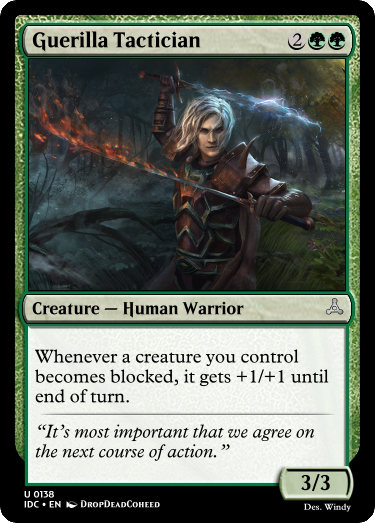 Guerilla Tactician 2
Creature — Human Warrior
Whenever a creature you control
becomes blocked, it gets +1/+1 until
end of turn.
“It's most important that we agree on
the next course of action.”
3/3
U 0138
IDC • EN DropDeadCoheed
Des. Windy